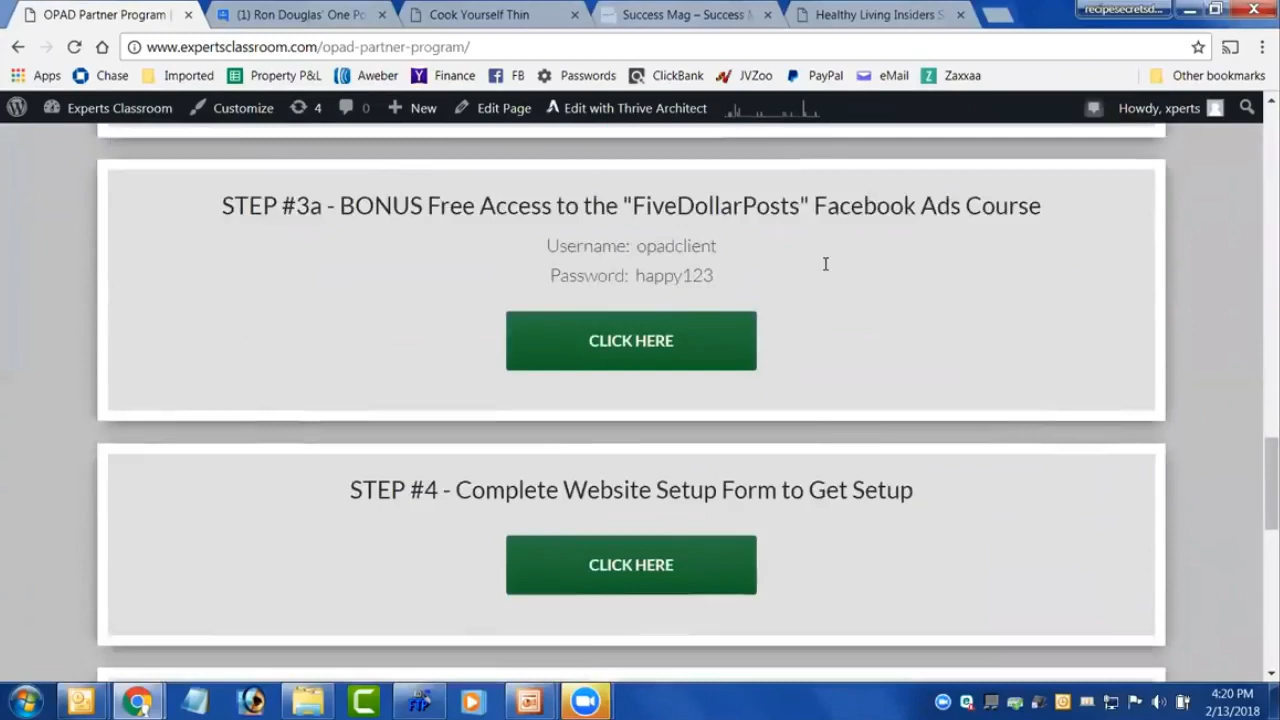 OPAD Partner Program
(1) Ron Douglas' One Po
Cook Yourself Thin
Success Mag – Success M
Healthy Living Insiders S
recipesecretsd...
www.expertsclassroom.com/opad-partner-program/
Apps
Chase
Imported
Property P&L
Aweber
Finance
FB
Passwords
ClickBank
JVZoo
PayPal
eMail
Zaxxaa
Other bookmarks
Experts Classroom
Customize
4
0
New
Edit Page
Edit with Thrive Architect
Howdy, xperts
STEP #3a - BONUS Free Access to the "FiveDollarPosts" Facebook Ads Course
Username: opadclient
Password: happy123
CLICK HERE
STEP #4 - Complete Website Setup Form to Get Setup
CLICK HERE
4:20 PM
2/13/2018